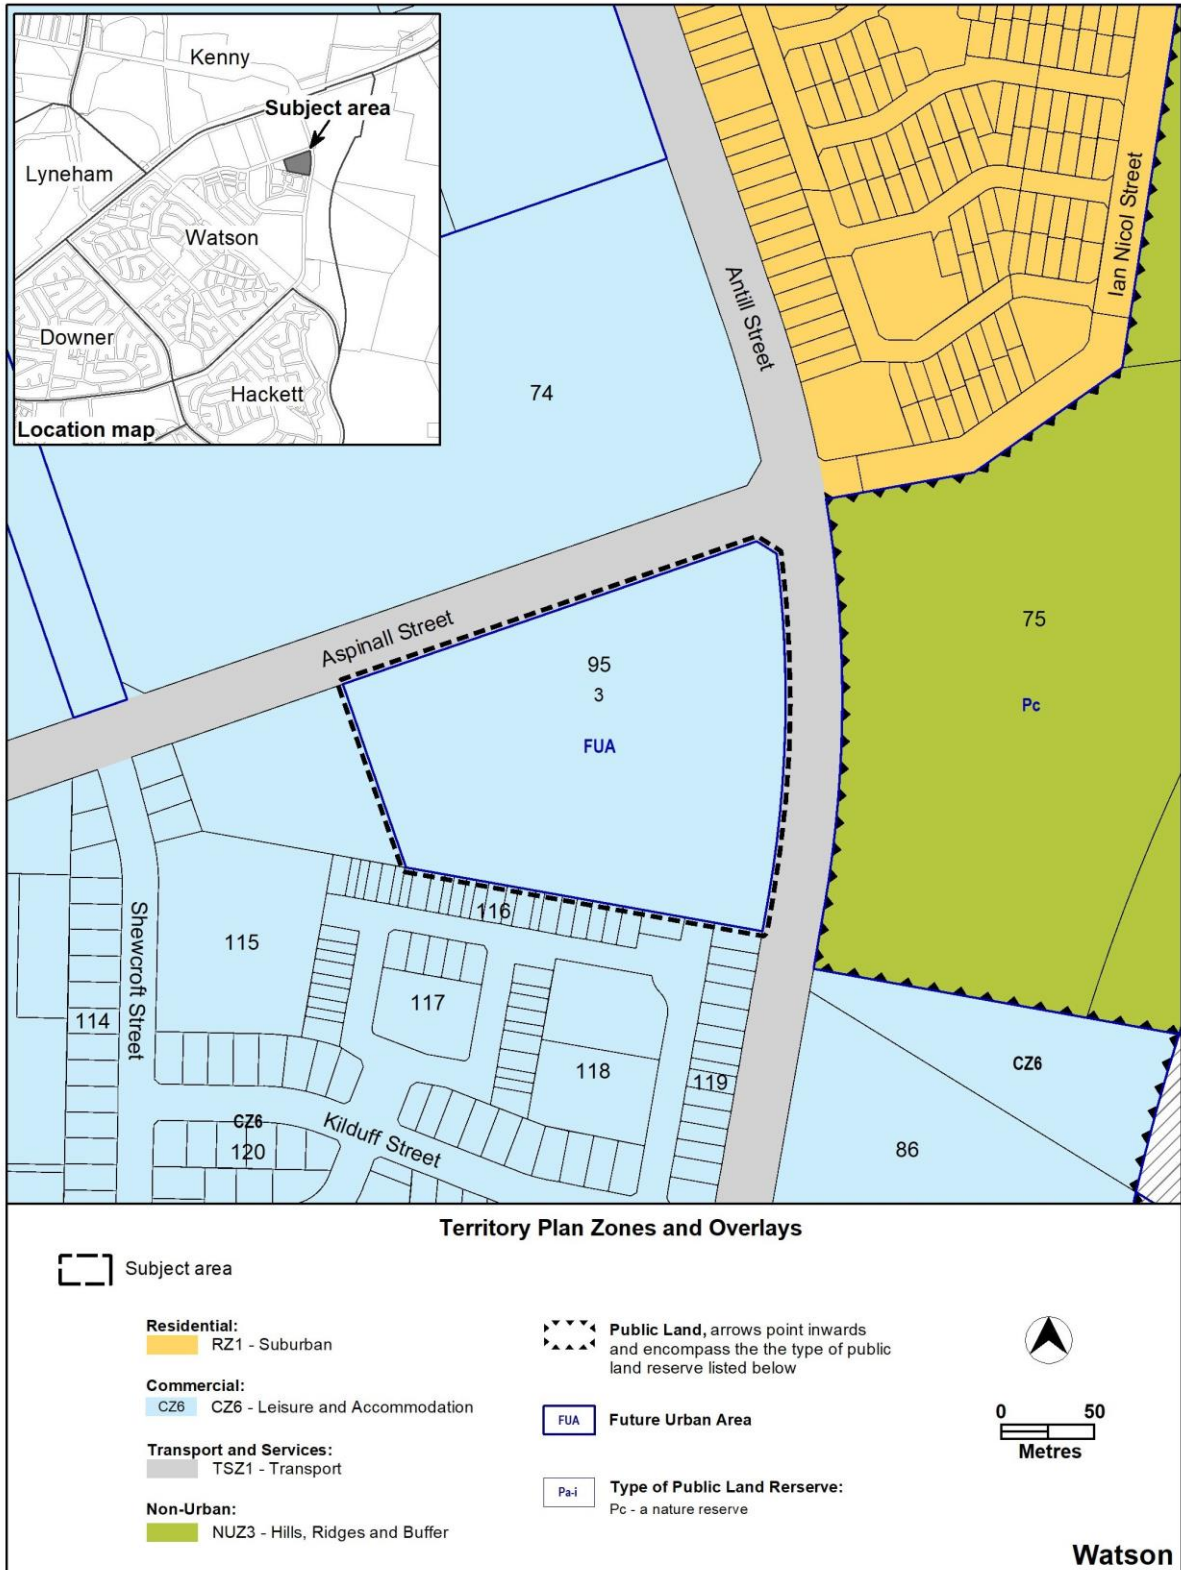 Kenny
Subject area
Lyneham
Watson
Downer
Hackett
Location map
Ian Nicol Street
Antill Street
74
75
Pc
Aspinall Street
95
3
FUA
116
115
117
Shewcroft Street
114
118
119
CZ6
CZ6
120
Kilduff Street
86
Territory Plan Zones and Overlays
Subject area
Residential:
RZ1 - Suburban
Commercial:
CZ6 CZ6 - Leisure and Accommodation
Transport and Services:
TSZ1 - Transport
Non-Urban:
NUZ3 - Hills, Ridges and Buffer
Public Land, arrows point inwards
and encompass the the type of public
land reserve listed below
FUA Future Urban Area
Pa-i Type of Public Land Rerserve:
Pc - a nature reserve
0 50
Metres
Watson